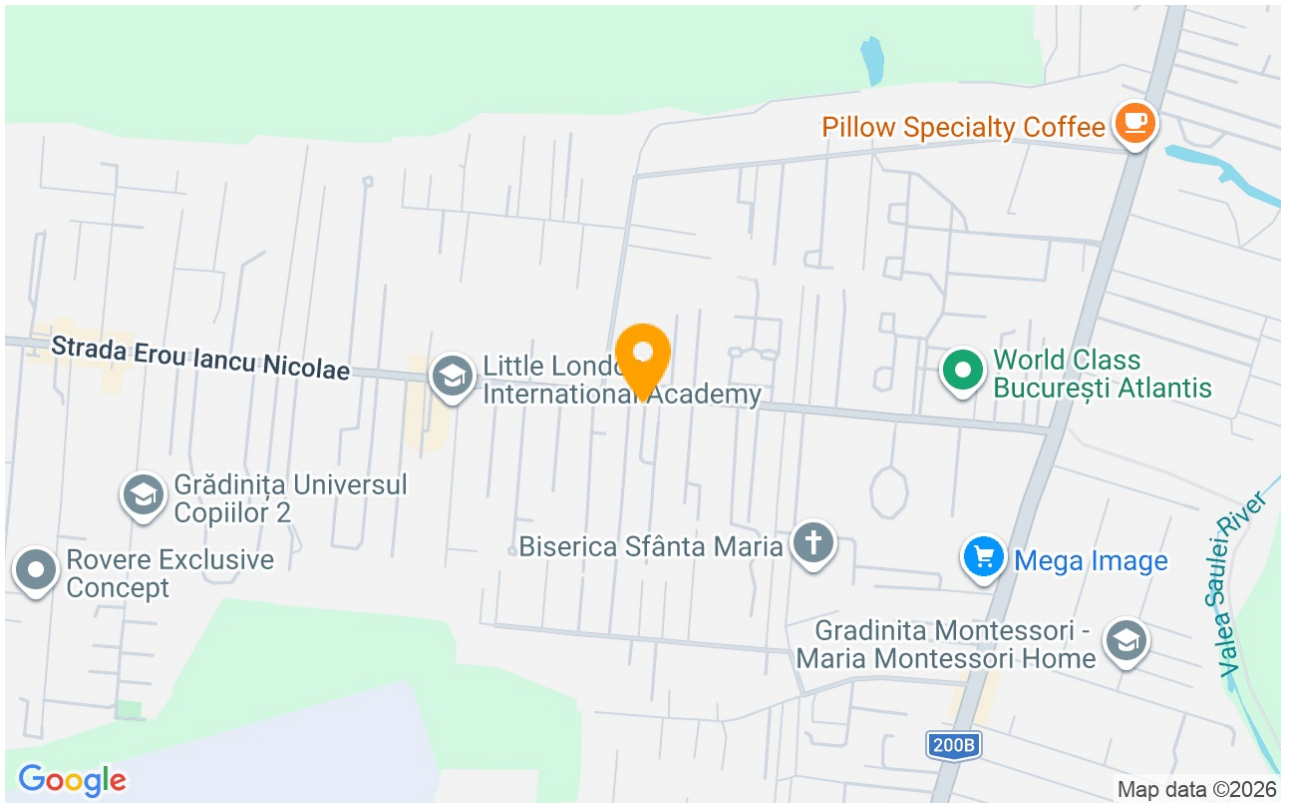 Pillow Specialty Coffee
Strada Erou Iancu Nicolae
Little London
International Academy
World Class
București Atlantis
Grădinița Universul
Copiilor 2
Biserica Sfânta Maria
Rovere Exclusive
Concept
Mega Image
Valea Saulei River
Gradinita Montessori -
Maria Montessori Home
200B
Google
Map data ©2026